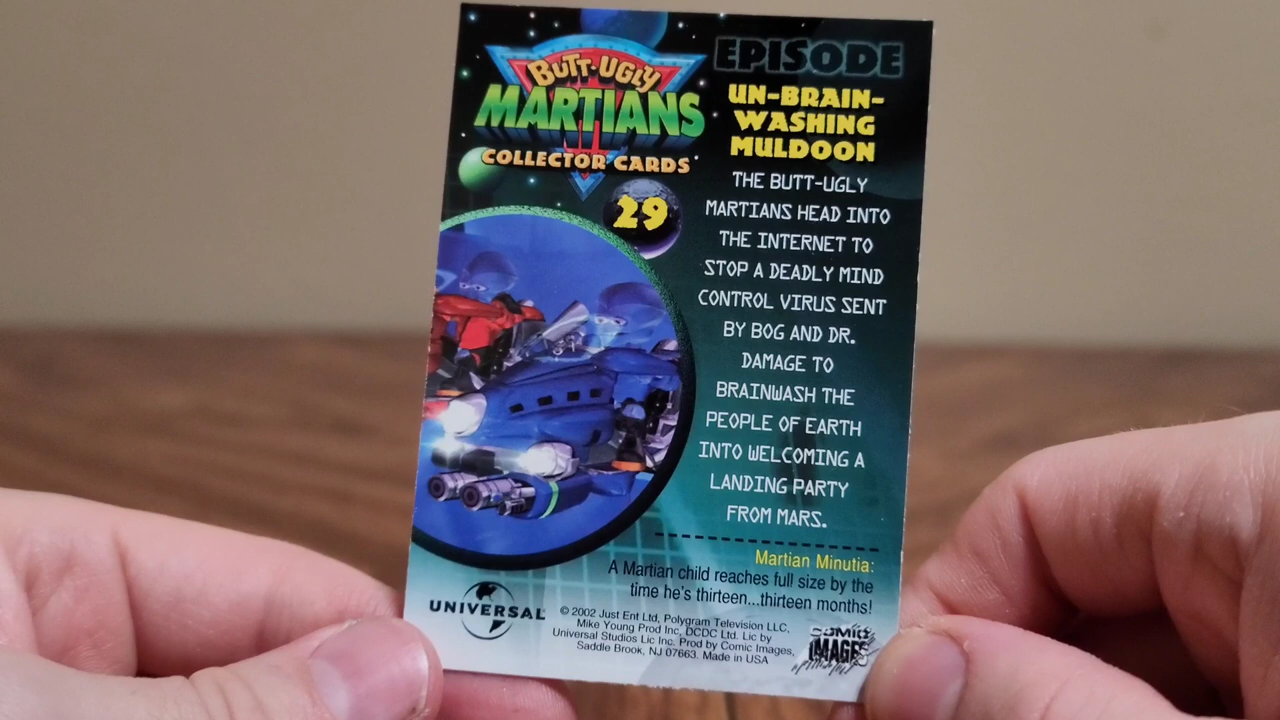 BUTT-UGLY
MARTIANS
COLLECTOR CARDS
29
EPISODE
UN-BRAIN-
WASHING
MULDOON
THE BUTT-UGLY
MARTIANS HEAD INTO
THE INTERNET TO
STOP A DEADLY MIND
CONTROL VIRUS SENT
BY BOG AND DR.
DAMAGE TO
BRAINWASH THE
PEOPLE OF EARTH
INTO WELCOMING A
LANDING PARTY
FROM MARS.
Martian Minutia:
A Martian child reaches full size by the
time he's thirteen...thirteen months!
UNIVERSAL
© 2002 Just Ent Ltd, Polygram Television LLC,
Mike Young Prod Inc, DCDC Ltd. Lic by
Universal Studios Lic Inc. Prod by Comic Images,
Saddle Brook, NJ 07663. Made in USA
COMIC
IMAGES